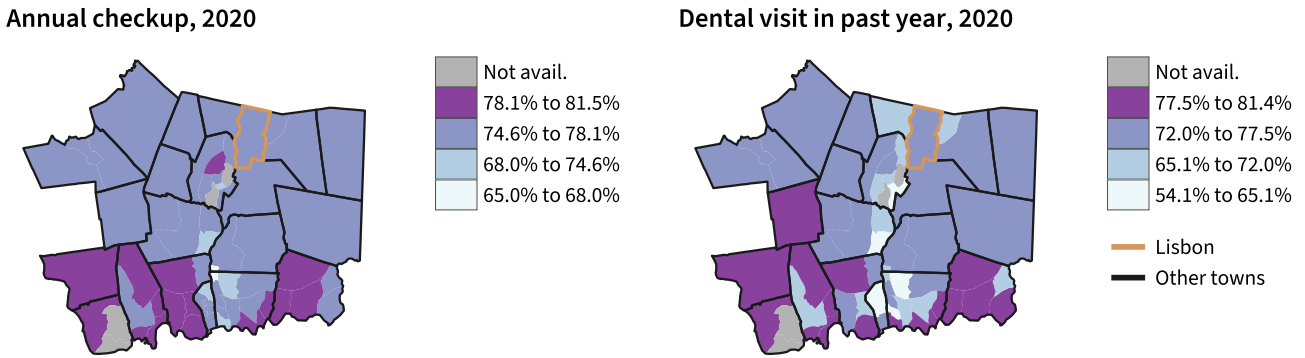 Annual checkup, 2020
Not avail.
78.1% to 81.5%
74.6% to 78.1%
68.0% to 74.6%
65.0% to 68.0%
Dental visit in past year, 2020
Not avail.
77.5% to 81.4%
72.0% to 77.5%
65.1% to 72.0%
54.1% to 65.1%
Lisbon
Other towns